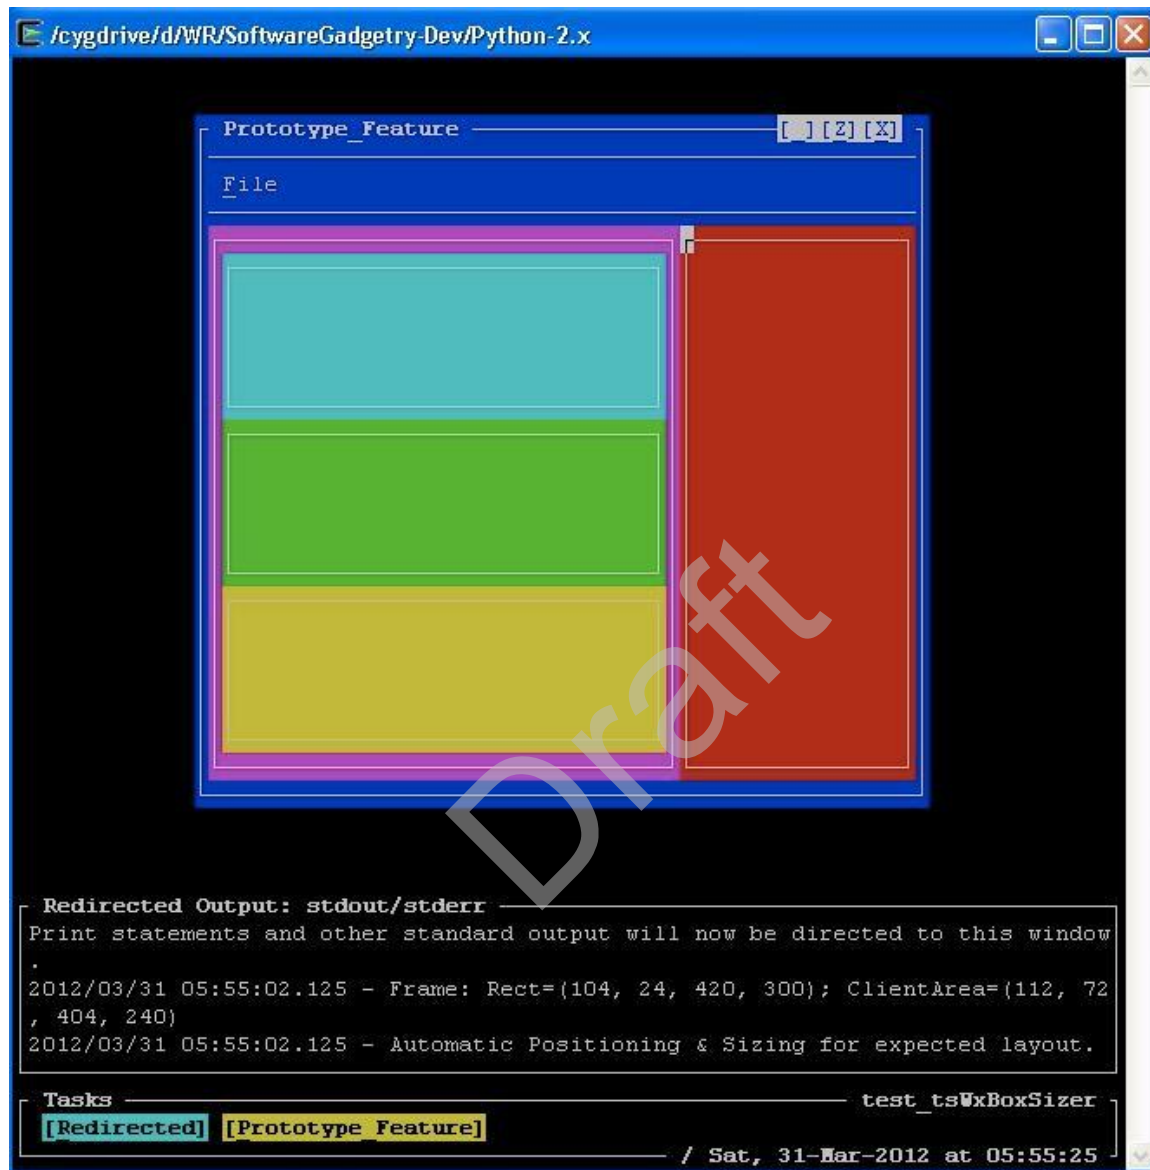 /cygdrive/d/WR/SoftwareGadgetry-Dev/Python-2.x
Prototype_Feature [_][Z][X]
File
Draft
Redirected Output: stdout/stderr
Print statements and other standard output will now be directed to this window
.
2012/03/31 05:55:02.125 - Frame: Rect=(104, 24, 420, 300); ClientArea=(112, 72
, 404, 240)
2012/03/31 05:55:02.125 - Automatic Positioning & Sizing for expected layout.
Tasks test_tsWxBoxSizer
[Redirected] [Prototype_Feature]
/ Sat, 31-Mar-2012 at 05:55:25